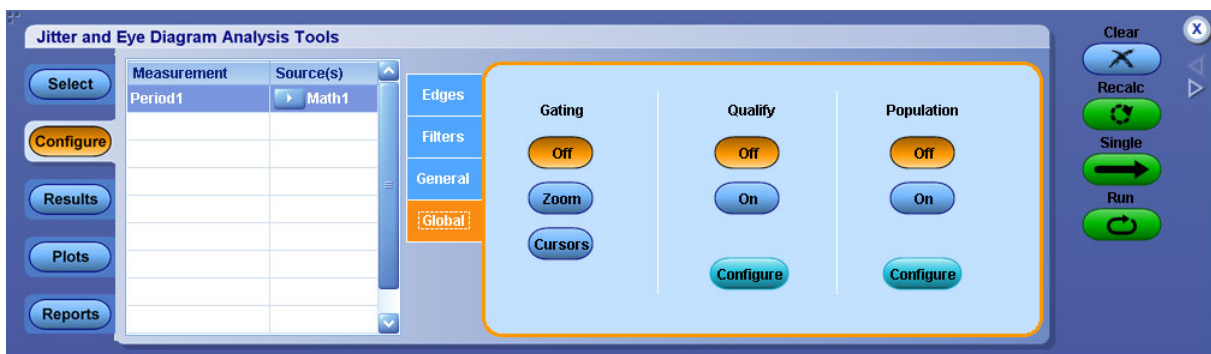 Jitter and Eye Diagram Analysis Tools
Select
Configure
Results
Plots
Reports
Measurement Source(s)
Period1 Math1
Edges
Filters
General
Global
Gating
Off
Zoom
Cursors
Qualify
Off
On
Configure
Population
Off
On
Configure
Clear
Recalc
Single
Run
X